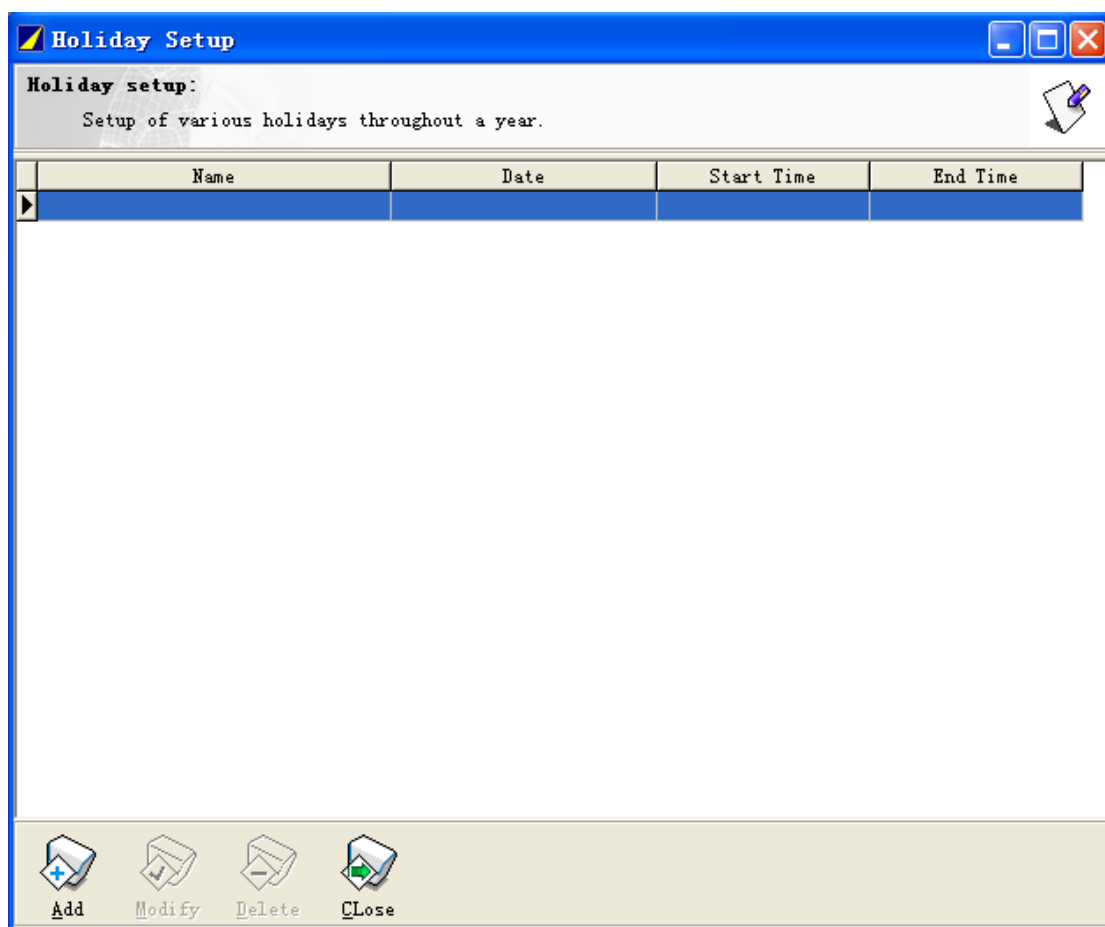 Holiday Setup
Holiday setup:
Setup of various holidays throughout a year.
Name Date Start Time End Time
Add Modify Delete CLose